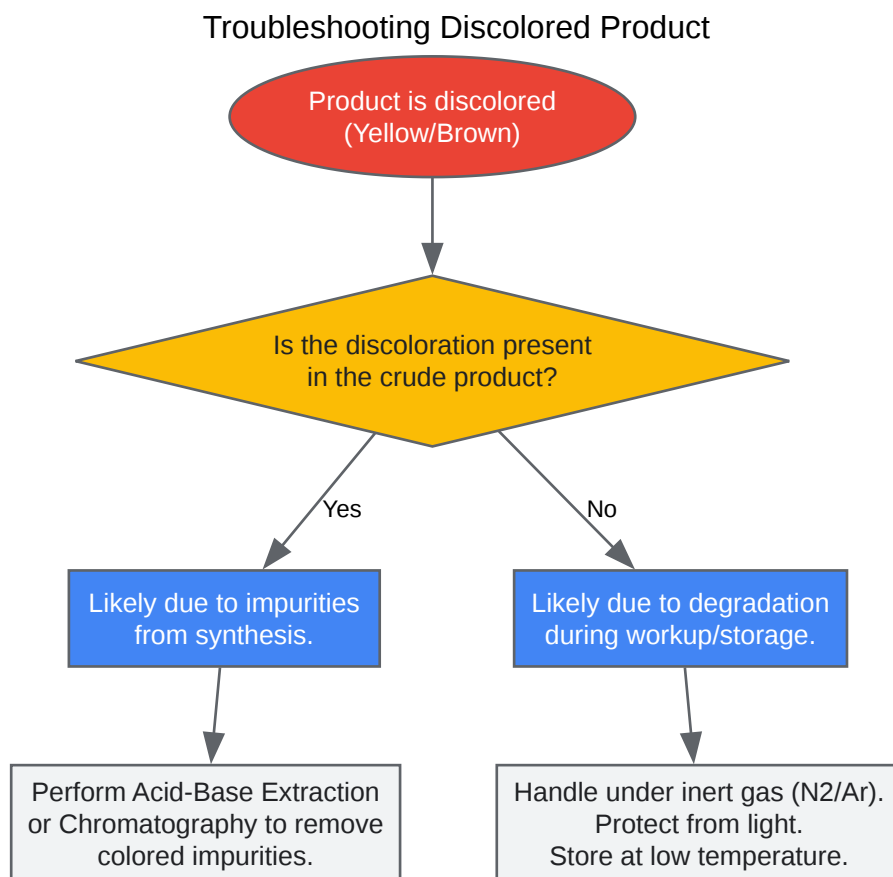 Troubleshooting Discolored Product
Product is discolored
(Yellow/Brown)
Is the discoloration present
in the crude product?
Yes
No
Likely due to impurities
from synthesis.
Likely due to degradation
during workup/storage.
Perform Acid-Base Extraction
or Chromatography to remove
colored impurities.
Handle under inert gas (N2/Ar).
Protect from light.
Store at low temperature.